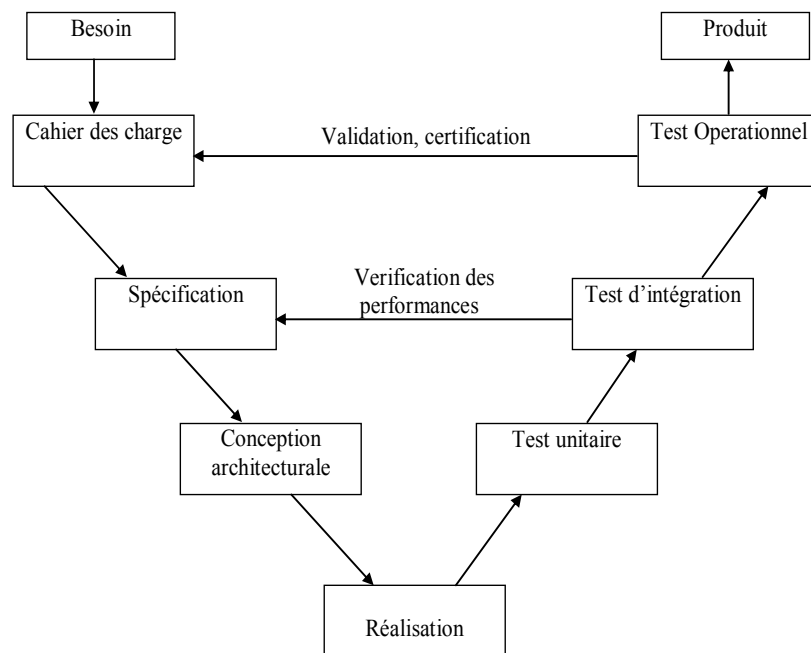 Besoin
Produit
Cahier des charge
Validation, certification
Test Operationnel
Spécification
Verification des
performances
Test d’intégration
Conception
architecturale
Test unitaire
Réalisation